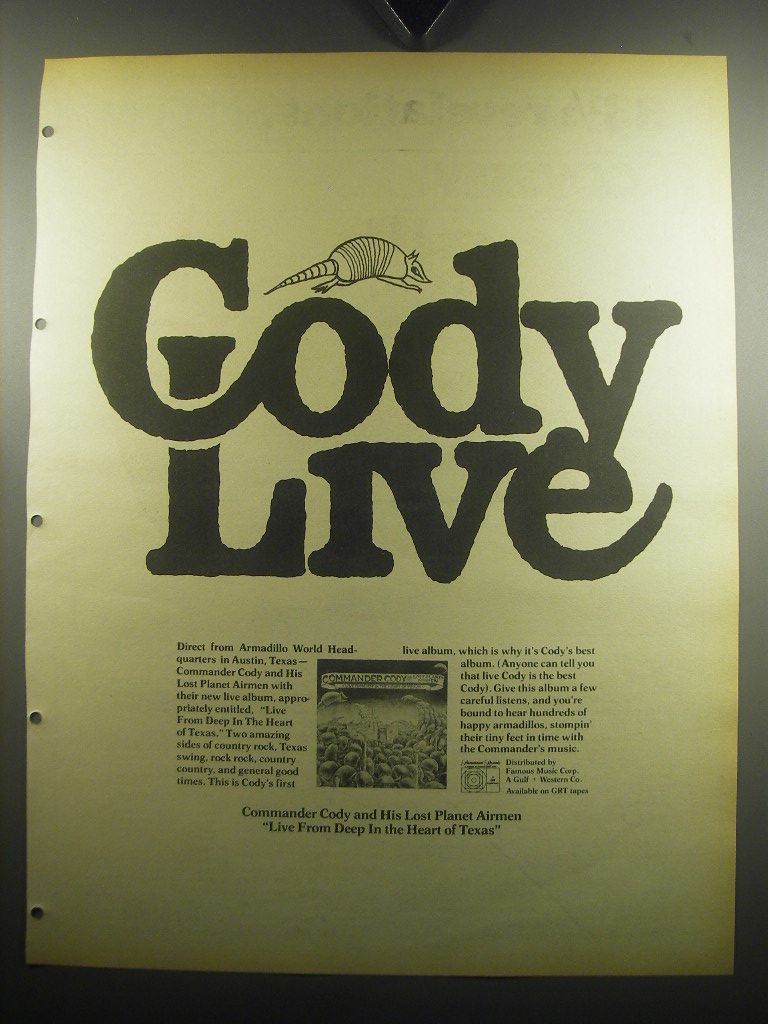 Cody
Live
Direct from Armadillo World Head-
quarters in Austin, Texas—
Commander Cody and His
Lost Planet Airmen with
their new live album, appro-
priately entitled, "Live
From Deep In The Heart
of Texas." Two amazing
sides of country rock, Texas
swing, rock rock, country
country, and general good
times. This is Cody's first
COMMANDER CODY
live album, which is why it's Cody's best
album. (Anyone can tell you
that live Cody is the best
Cody). Give this album a few
careful listens, and you're
bound to hear hundreds of
happy armadillos, stompin'
their tiny feet in time with
the Commander's music.
Distributed by
Famous Music Corp.
A Gulf + Western Co.
Available on GRT tapes
Commander Cody and His Lost Planet Airmen
"Live From Deep In the Heart of Texas"